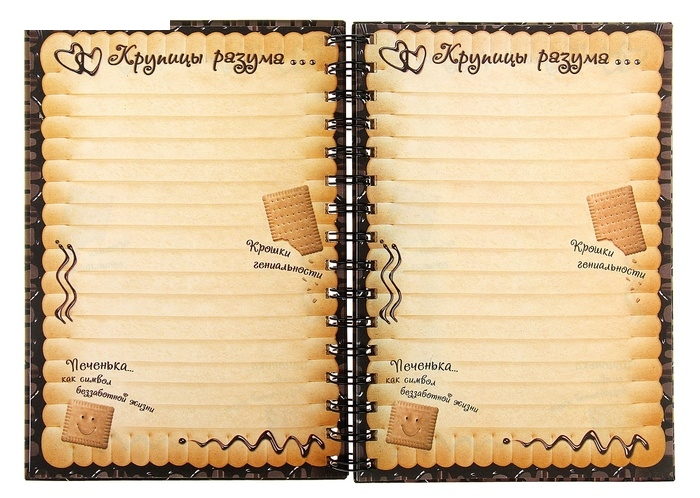 Крупицы разума...
Крошки
гениальности
Печенька...
как символ
беззаботной жизни
Крупицы разума...
Крошки
гениальности
Печенька...
как символ
беззаботной жизни